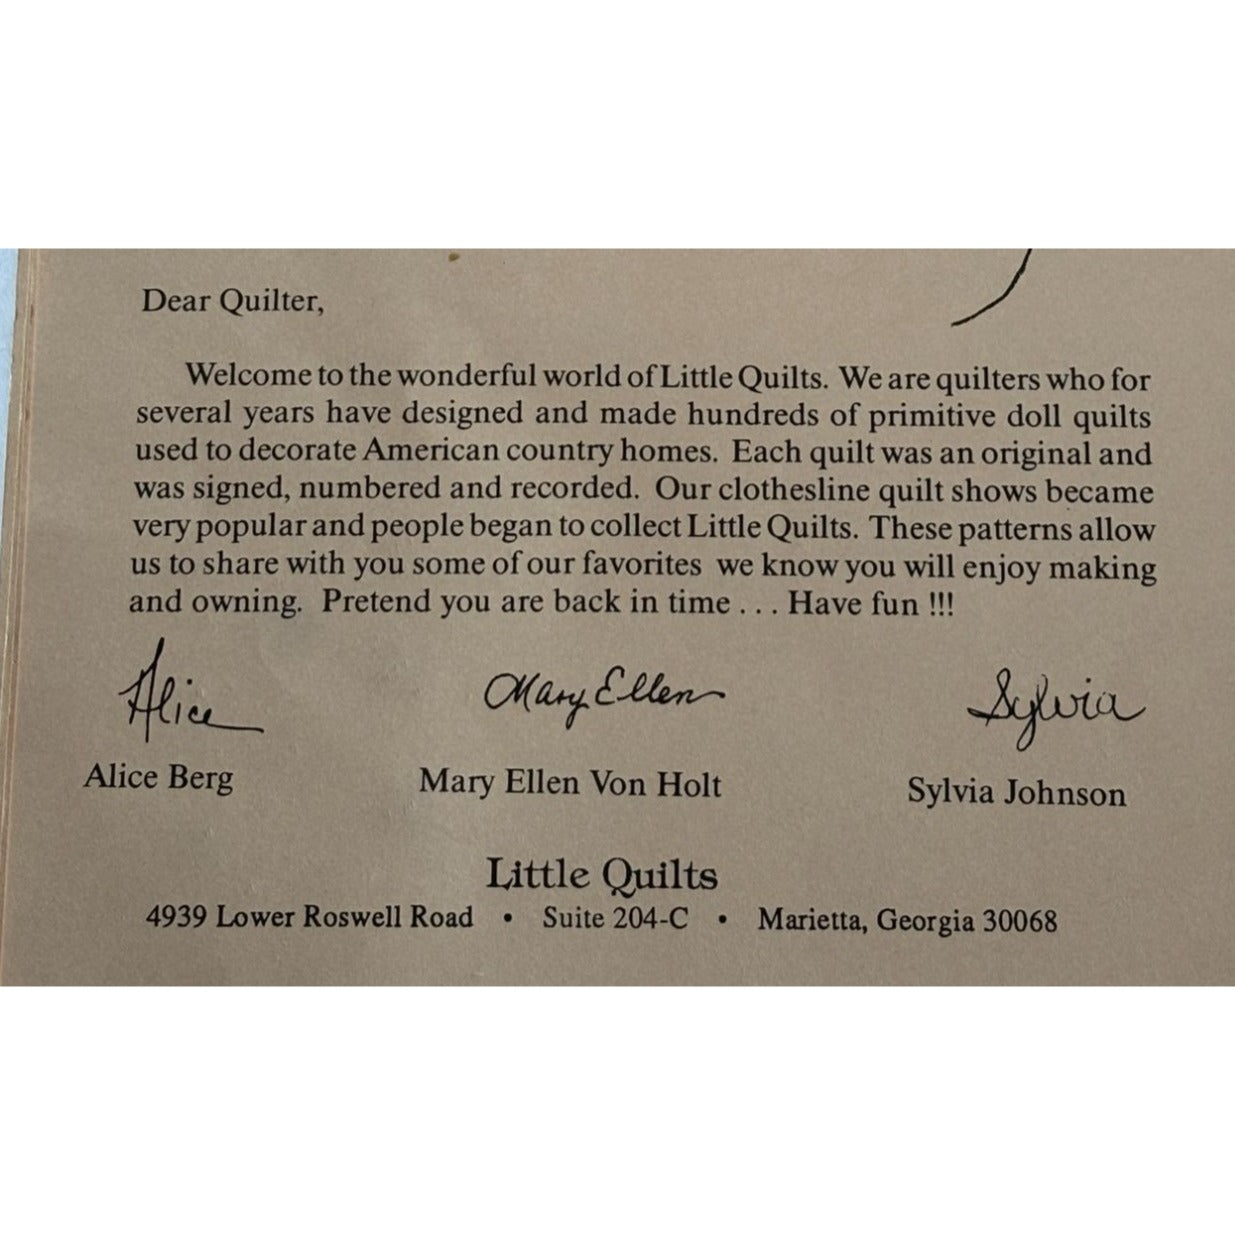 Dear Quilter,
Welcome to the wonderful world of Little Quilts. We are quilters who for
several years have designed and made hundreds of primitive doll quilts
used to decorate American country homes. Each quilt was an original and
was signed, numbered and recorded. Our clothesline quilt shows became
very popular and people began to collect Little Quilts. These patterns allow
us to share with you some of our favorites we know you will enjoy making
and owning. Pretend you are back in time . . . Have fun !!!
Alice Mary Ellen Sylvia
Alice Berg Mary Ellen Von Holt Sylvia Johnson
Little Quilts
4939 Lower Roswell Road • Suite 204-C • Marietta, Georgia 30068